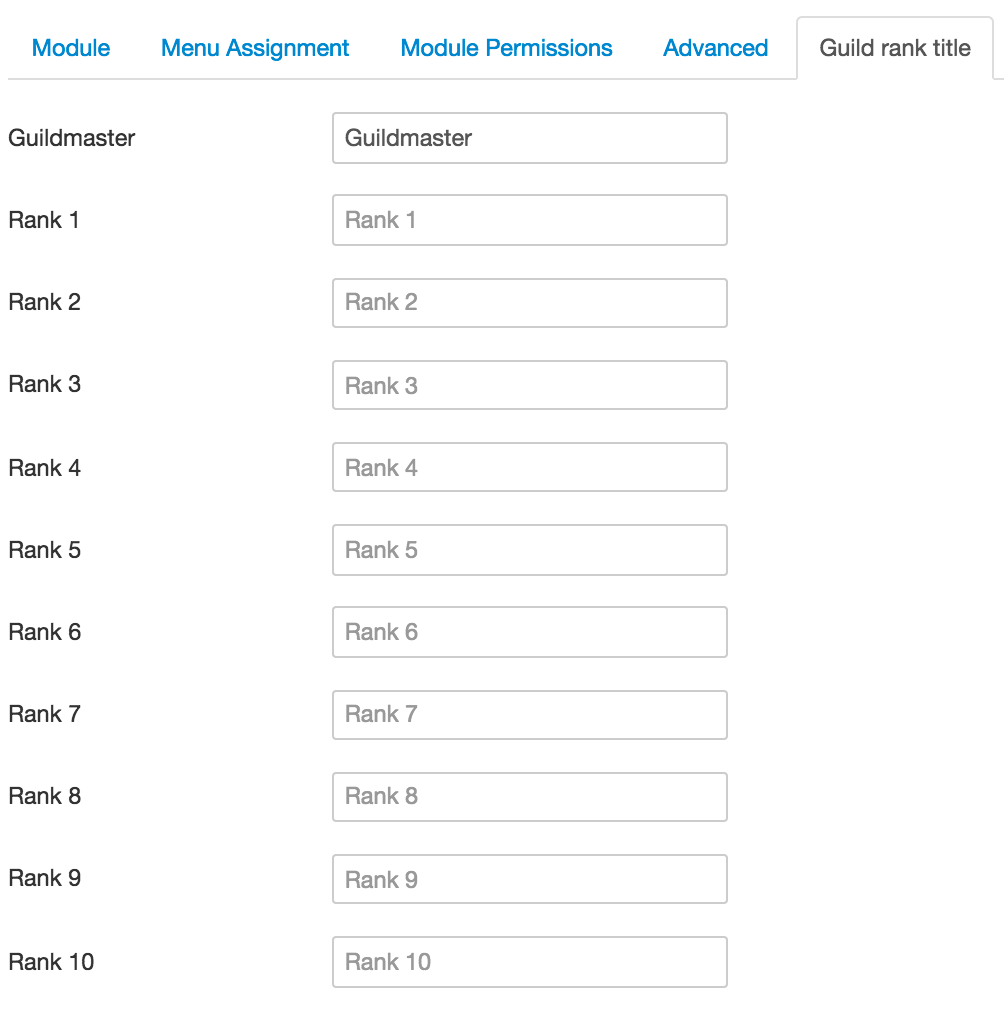 Module Menu Assignment Module Permissions Advanced Guild rank title
Guildmaster Guildmaster
Rank 1 Rank 1
Rank 2 Rank 2
Rank 3 Rank 3
Rank 4 Rank 4
Rank 5 Rank 5
Rank 6 Rank 6
Rank 7 Rank 7
Rank 8 Rank 8
Rank 9 Rank 9
Rank 10 Rank 10